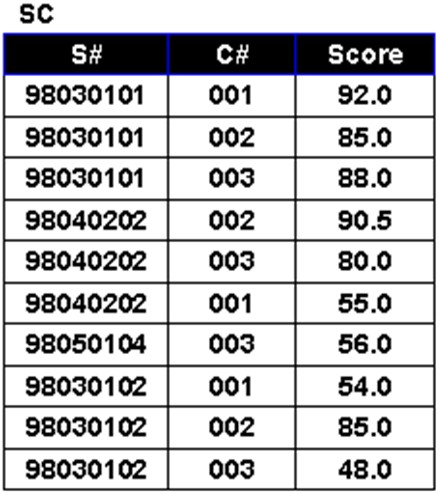 SC
S# C# Score
98030101 001 92.0
98030101 002 85.0
98030101 003 88.0
98040202 002 90.5
98040202 003 80.0
98040202 001 55.0
98050104 003 56.0
98030102 001 54.0
98030102 002 85.0
98030102 003 48.0